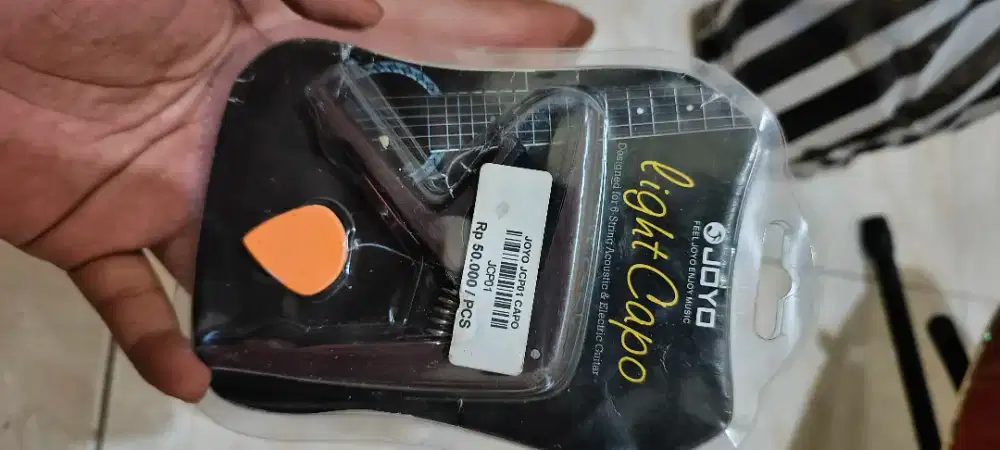 JOYO
FEEL JOYO ENJOY MUSIC
light Capo
Designed for 6 String Acoustic & Electric Guitar
JOYO JCP01 CAPO
JCP01
Rp 50,000 / PCS